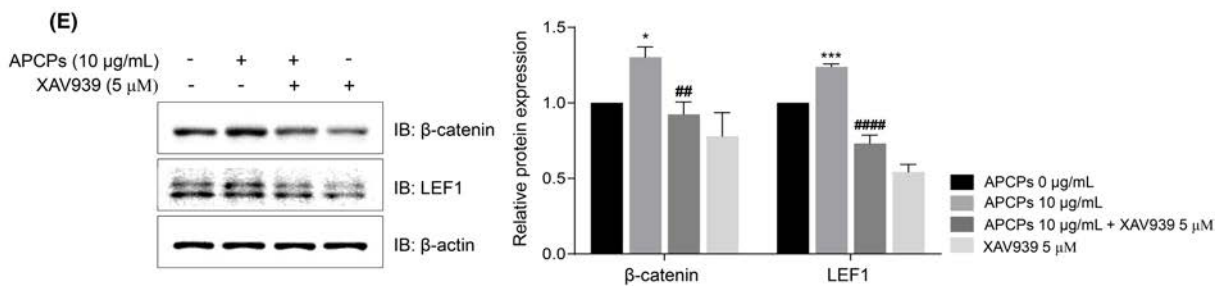 (E)
APCPs (10 µg/mL) - + + -
XAV939 (5 µM) - - + +
IB: β-catenin
IB: LEF1
IB: β-actin
Relative protein expression
1.5
1.0
0.5
0.0
*
##
***
####
β-catenin
LEF1
APCPs 0 µg/mL
APCPs 10 µg/mL
APCPs 10 µg/mL + XAV939 5 µM
XAV939 5 µM